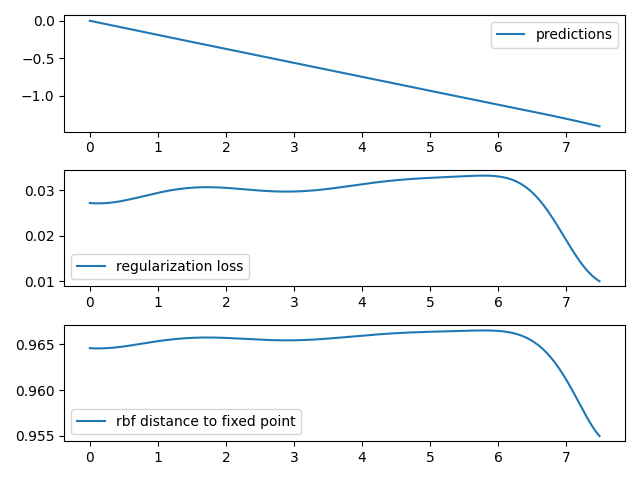 0.0
−0.5
−1.0
predictions
0 1 2 3 4 5 6 7
0.03
0.02
0.01
regularization loss
0 1 2 3 4 5 6 7
0.965
0.960
0.955
rbf distance to fixed point
0 1 2 3 4 5 6 7